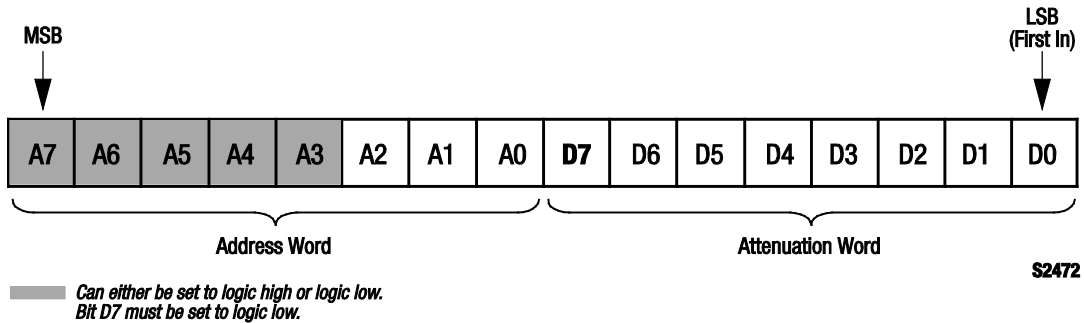 MSB
LSB
(First In)
A7 A6 A5 A4 A3 A2 A1 A0 D7 D6 D5 D4 D3 D2 D1 D0
Address Word
Attenuation Word
S2472
Can either be set to logic high or logic low.
Bit D7 must be set to logic low.